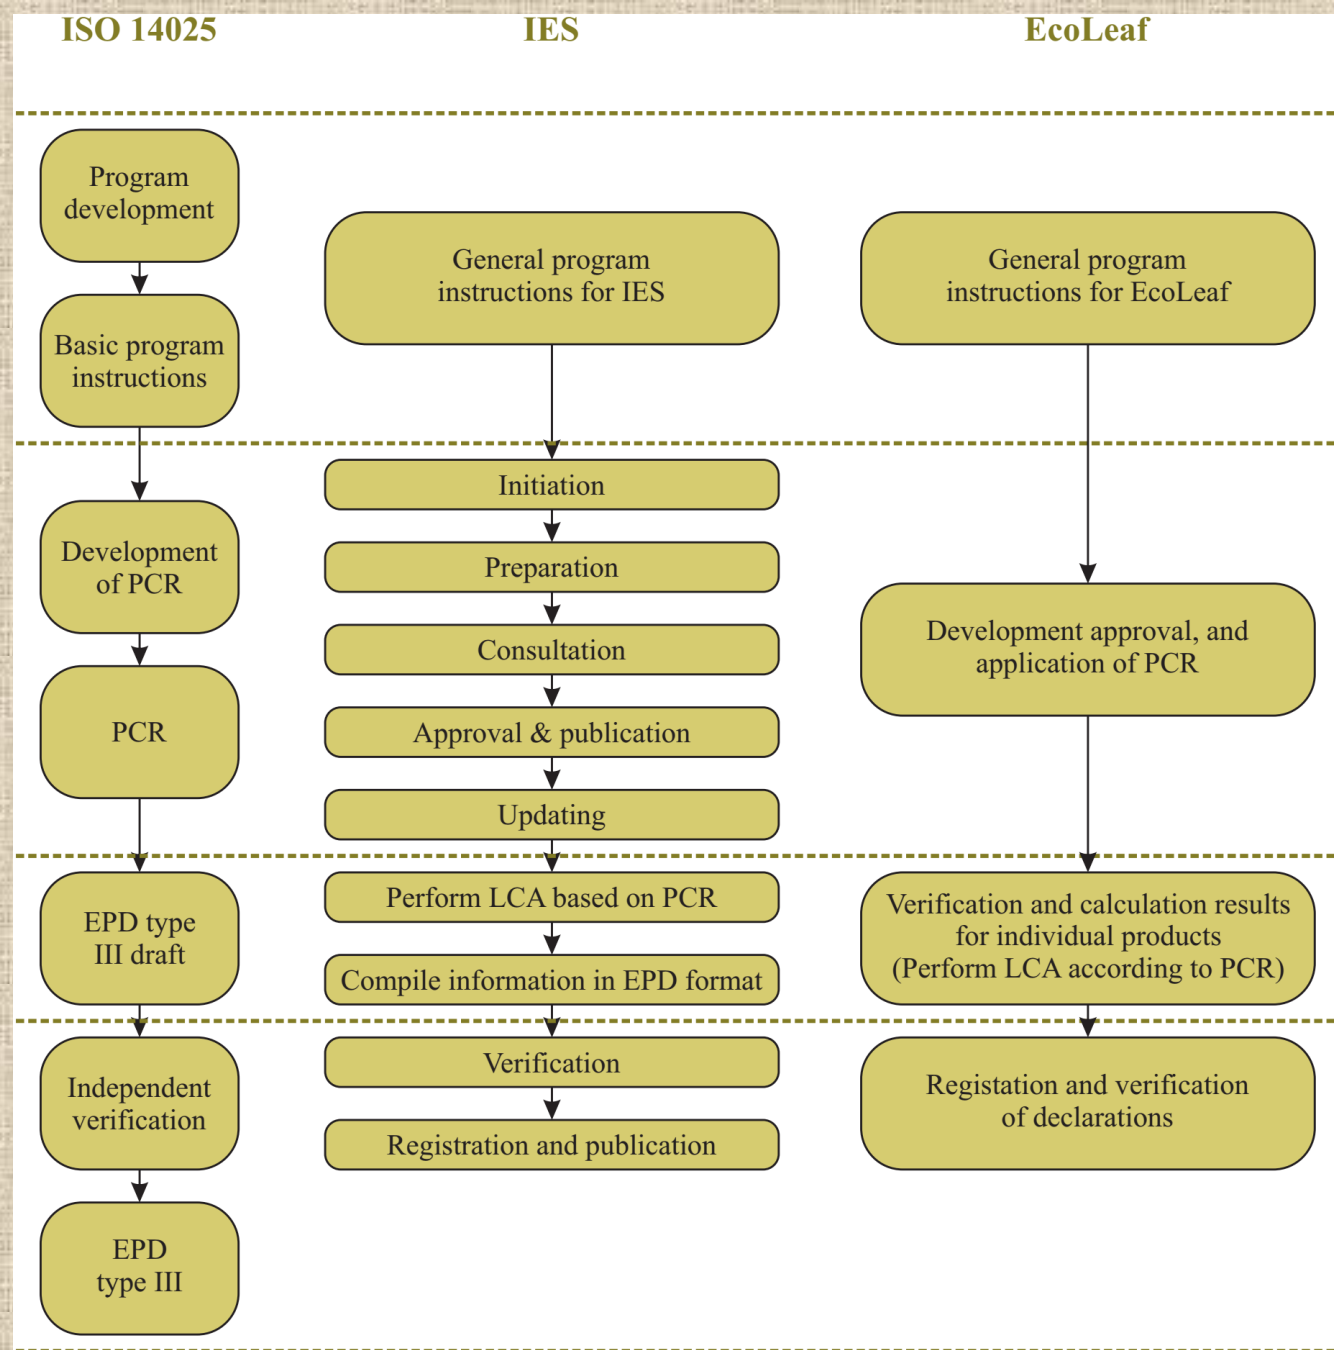 ISO 14025
IES
EcoLeaf
Program
development
Basic program
instructions
General program
instructions for IES
General program
instructions for EcoLeaf
Development
of PCR
PCR
Initiation
Preparation
Consultation
Approval & publication
Updating
Development approval, and
application of PCR
EPD type
III draft
Perform LCA based on PCR
Compile information in EPD format
Verification and calculation results
for individual products
(Perform LCA according to PCR)
Independent
verification
EPD
type III
Verification
Registration and publication
Registation and verification
of declarations